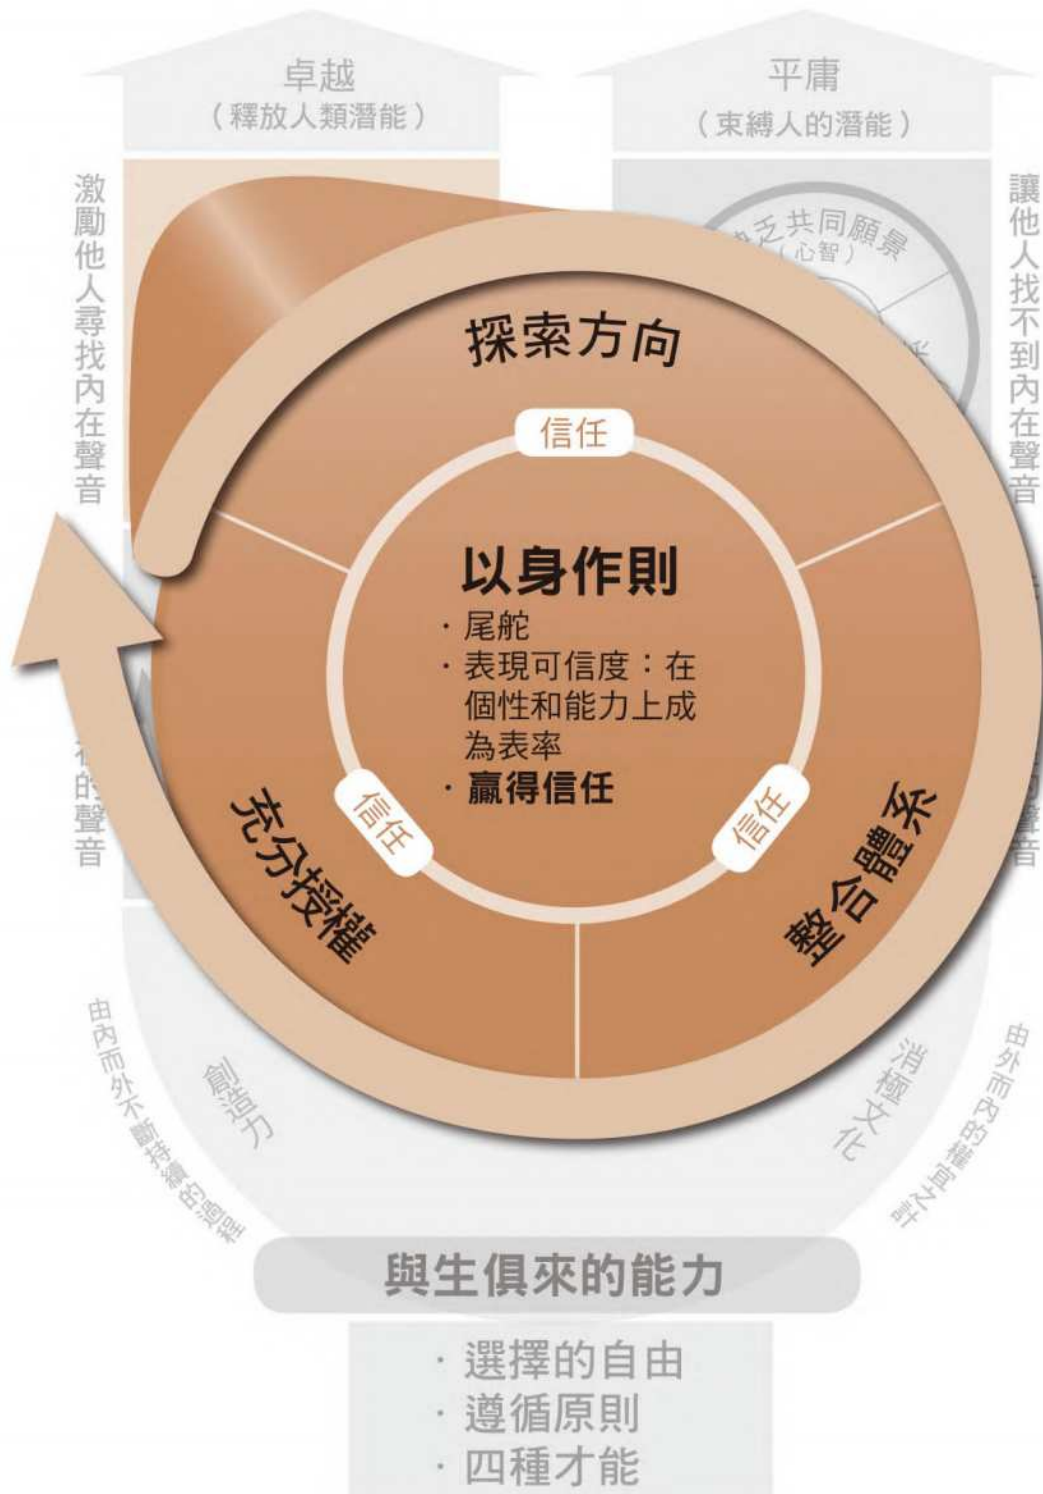 卓越
（釋放人類潛能）
平庸
（束縛人的潛能）
激勵他人尋找內在聲音
讓他人找不到內在聲音
乏共同願景
（心智）
探索方向
信任
以身作則
· 尾舵
· 表現可信度：在
個性和能力上成
為表率
· 贏得信任
信任
信任
充分授權
整合體系
的聲音
聲音
由內而外不斷持續的過程
創造力
消極文化
由外而內的權宜之計
與生俱來的能力
· 選擇的自由
· 遵循原則
· 四種才能